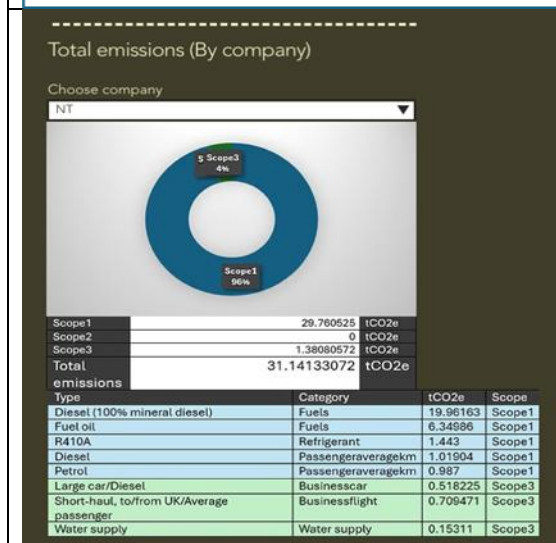 Total emissions (By company)
Choose company
NT
5 Scope3
4%
Scope1
96%
Scope1 29.760525 tCO2e
Scope2 0 tCO2e
Scope3 1.38080572 tCO2e
Total 31.14133072 tCO2e
emissions
Type Category tCO2e Scope
Diesel (100% mineral diesel) Fuels 19.96163 Scope1
Fuel oil Fuels 6.34986 Scope1
R410A Refrigerant 1.443 Scope1
Diesel Passengeraveragekm 1.01904 Scope1
Petrol Passengeraveragekm 0.987 Scope1
Large car/Diesel Businesscar 0.518225 Scope3
Short-haul, to/from UK/Average Businessflight 0.709471 Scope3
passenger
Water supply Water supply 0.15311 Scope3